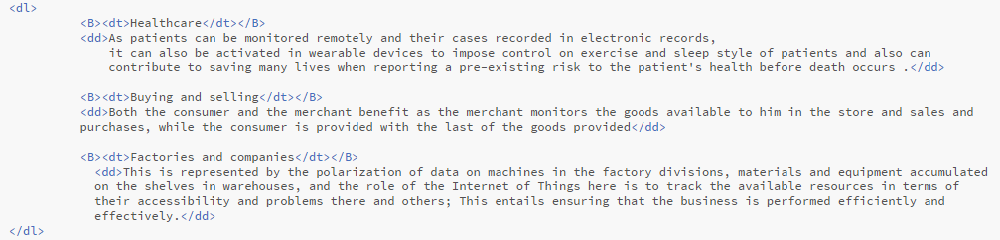 <dl>
<B><dt>Healthcare</dt></B>
<dd>As patients can be monitored remotely and their cases recorded in electronic records,
it can also be activated in wearable devices to impose control on exercise and sleep style of patients and also can
contribute to saving many lives when reporting a pre-existing risk to the patient's health before death occurs .</dd>
<B><dt>Buying and selling</dt></B>
<dd>Both the consumer and the merchant benefit as the merchant monitors the goods available to him in the store and sales and
purchases, while the consumer is provided with the last of the goods provided</dd>
<B><dt>Factories and companies</dt></B>
<dd>This is represented by the polarization of data on machines in the factory divisions, materials and equipment accumulated
on the shelves in warehouses, and the role of the Internet of Things here is to track the available resources in terms of
their accessibility and problems there and others; This entails ensuring that the business is performed efficiently and
effectively.</dd>
</dl>